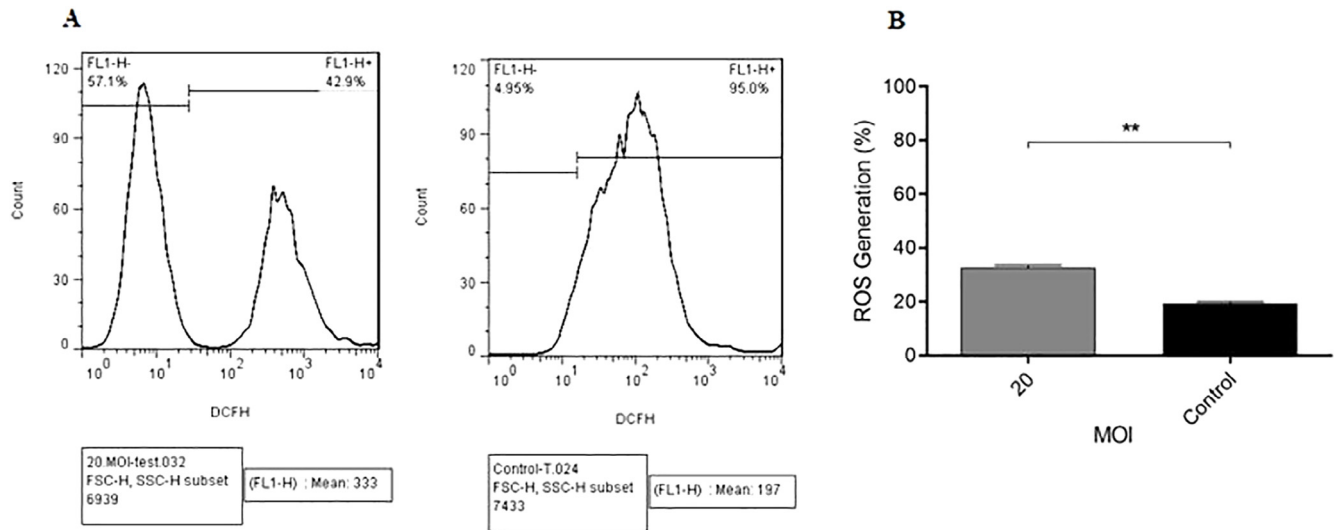 A
FL1-H-
57.1%
FL1-H+
42.9%
120
90
60
30
0
Count
10^0 10^1 10^2 10^3 10^4
DCFH
20.MOI-test.032
FSC-H, SSC-H subset
6939
(FL1-H) : Mean: 333
FL1-H-
4.95%
FL1-H+
95.0%
120
90
60
30
0
Count
10^0 10^1 10^2 10^3 10^4
DCFH
Control-T.024
FSC-H, SSC-H subset
7433
(FL1-H) : Mean: 197
B
100
80
60
40
20
0
ROS Generation (%)
**
20
Control
MOI